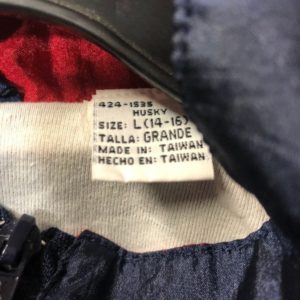 424-1535
HUSKY
SIZE: L (14-16)
TALLA: GRANDE
MADE IN: TAIWAN
HECHO EN: TAIWAN